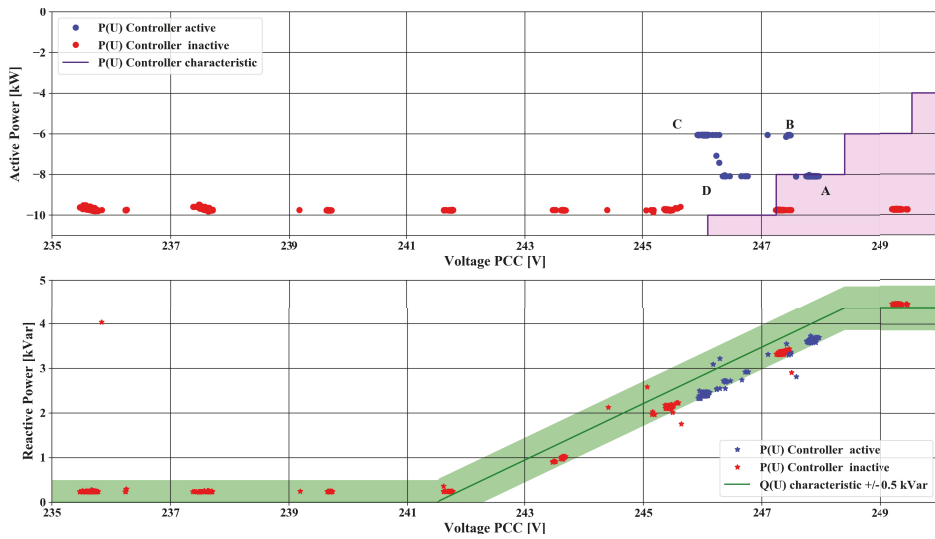 0
−2
−4
−6
−8
−10
Active Power [kW]
P(U) Controller active
P(U) Controller inactive
P(U) Controller characteristic
C
B
D
A
235
237
239
241
243
245
247
249
Voltage PCC [V]
5
4
3
2
1
0
Reactive Power [kVar]
P(U) Controller active
P(U) Controller inactive
Q(U) characteristic +/-0.5 kVar
235
237
239
241
243
245
247
249
Voltage PCC [V]